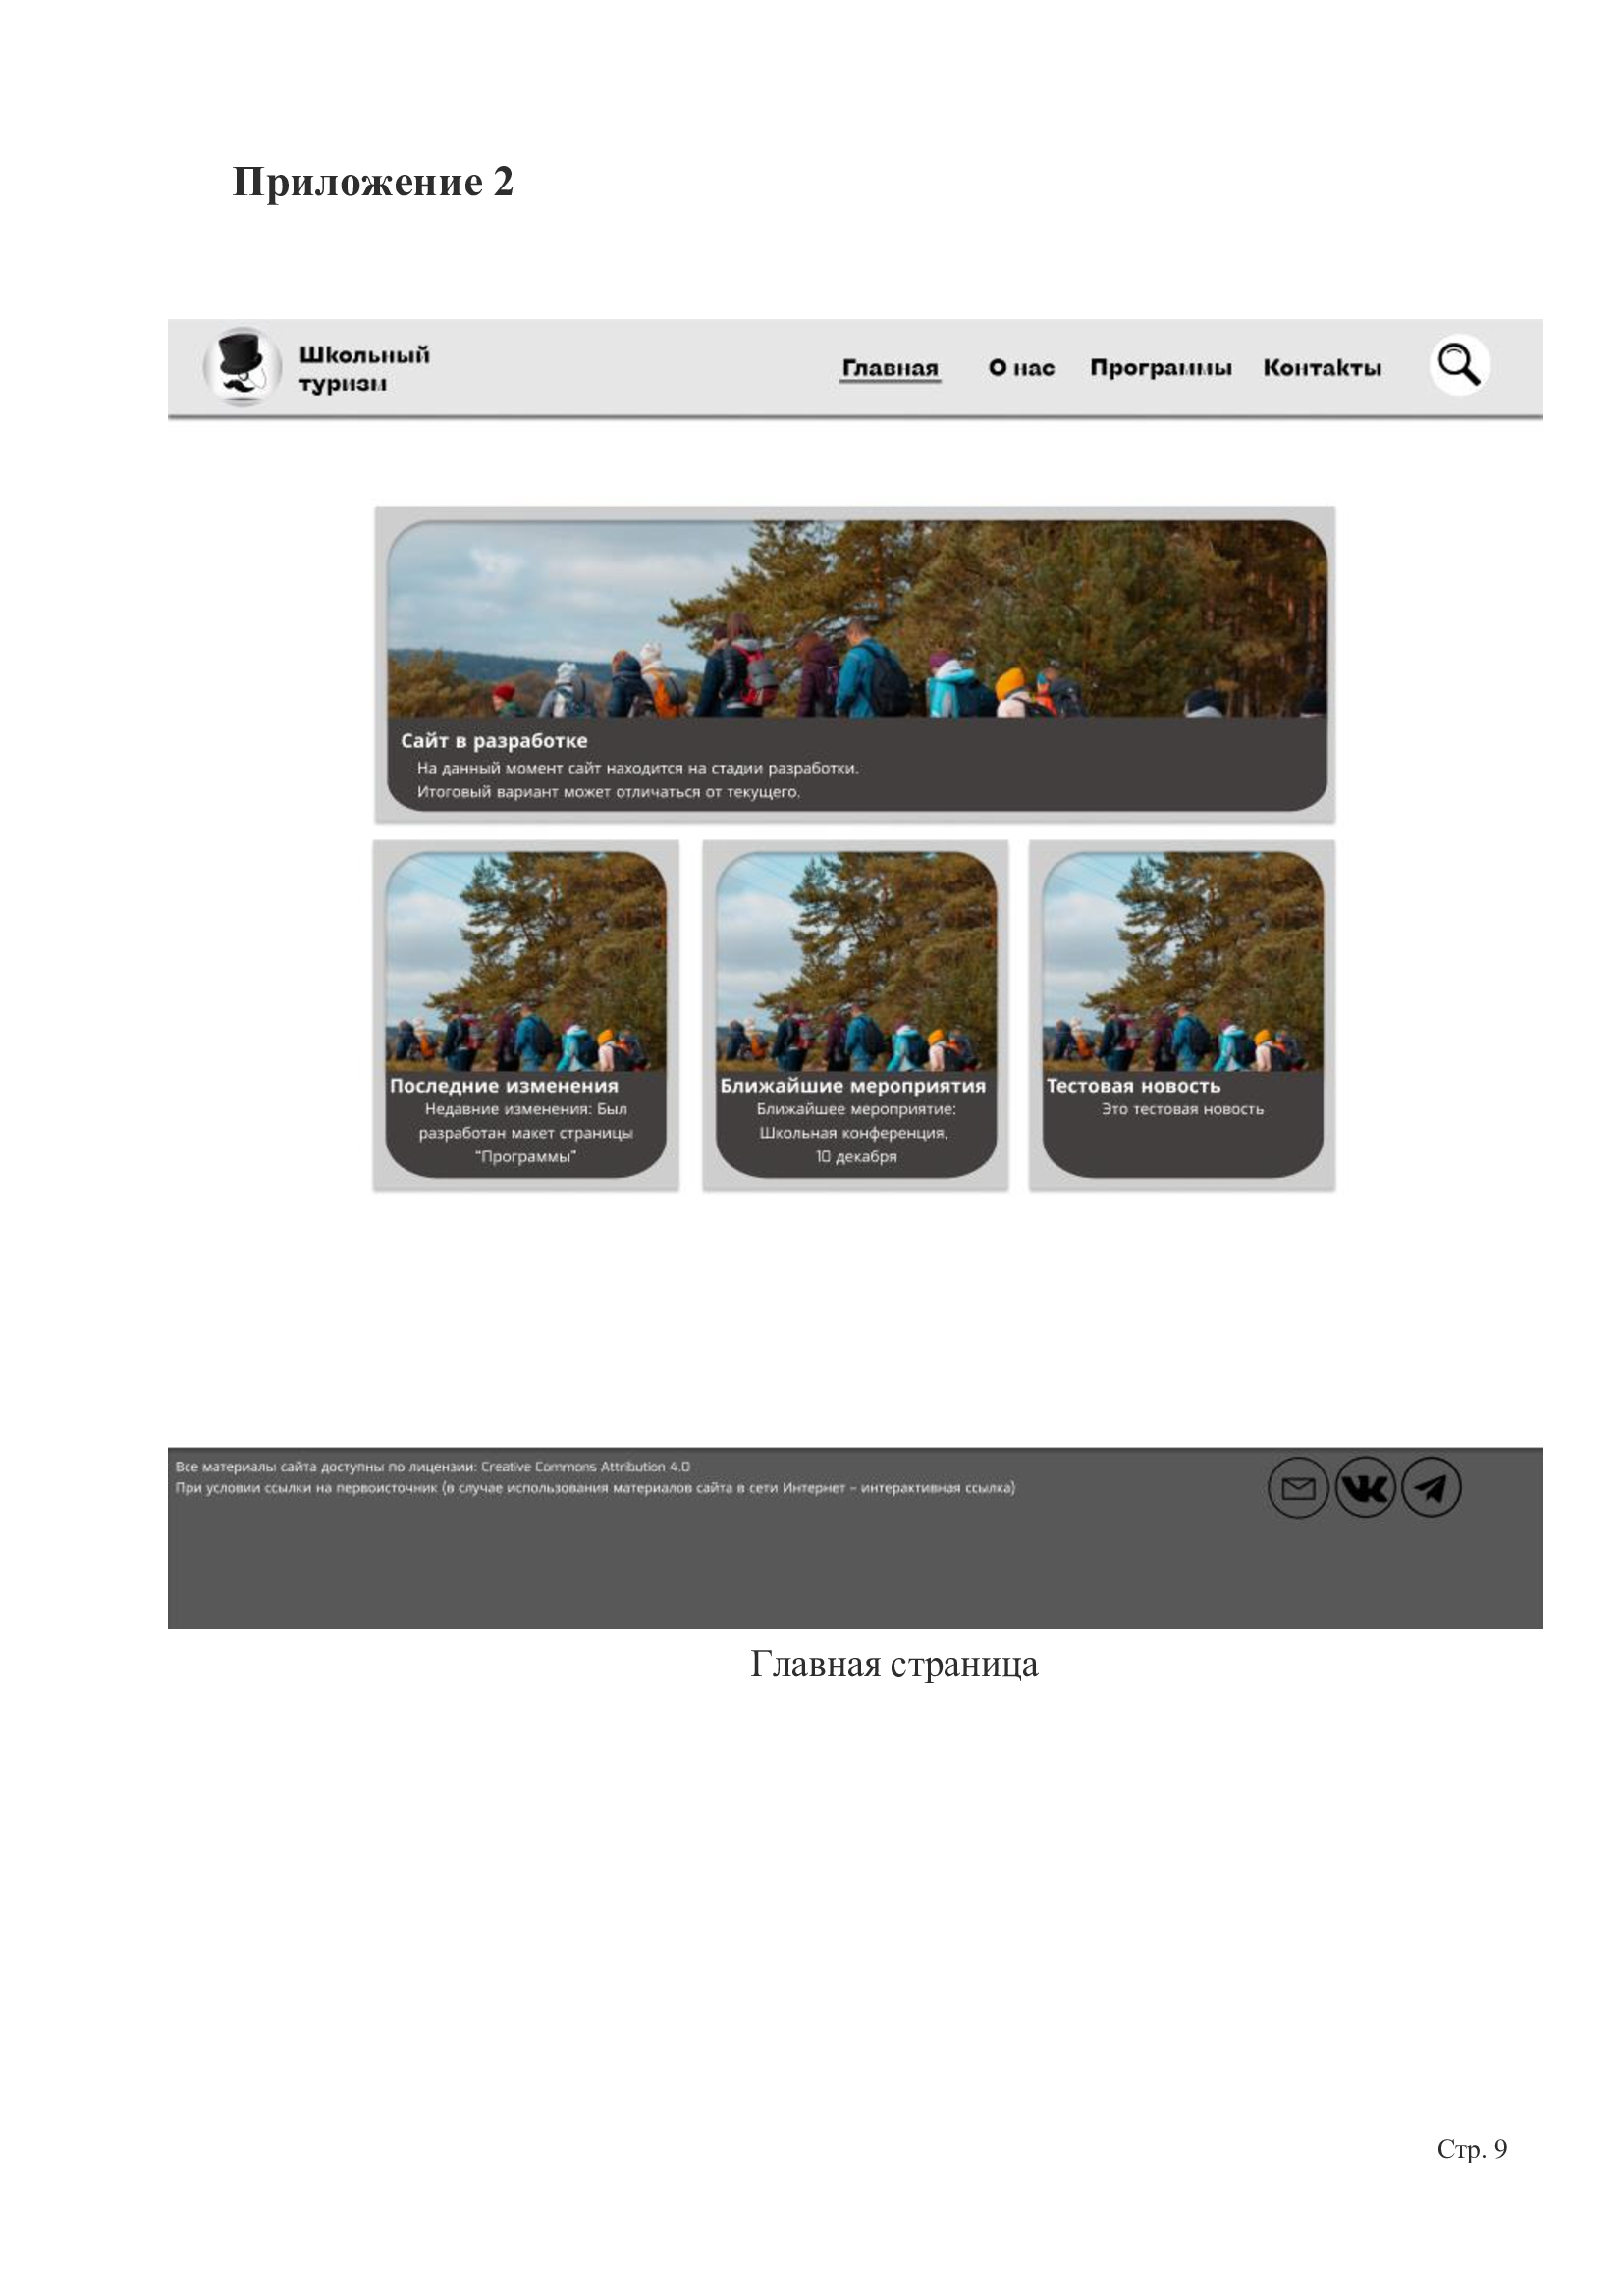 Приложение 2
Школьный
туризм
Главная О нас Программы Контакты
Сайт в разработке
На данный момент сайт находится на стадии разработки.
Итоговый вариант может отличаться от текущего.
Последние изменения
Недавние изменения: Был
разработан макет страницы
“Программы”
Ближайшие мероприятия
Ближайшее мероприятие:
Школьная конференция,
10 декабря
Тестовая новость
Это тестовая новость
Все материалы сайта доступны по лицензии: Creative Commons Attribution 4.0
При условии ссылки на первоисточник (в случае использования материалов сайта в сети Интернет – интерактивная ссылка)
Главная страница
Стр. 9